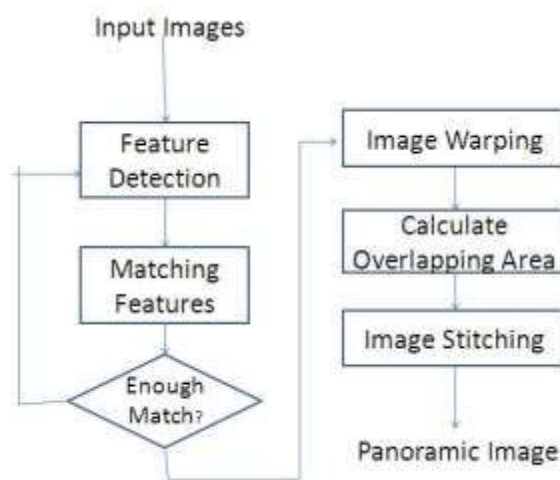 Input Images
Feature
Detection
Matching
Features
Enough
Match?
Image Warping
Calculate
Overlapping Area
Image Stitching
Panoramic Image